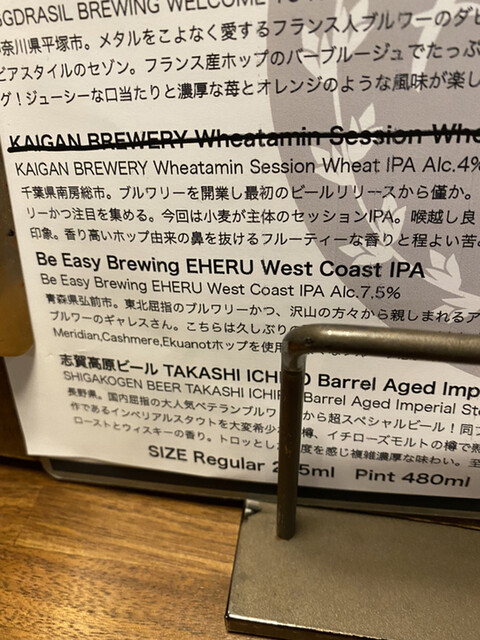 GDRASIL BREWING WELCOME TO
奈川県平塚市。メタルをこよなく愛するフランス人ブルワーのダビ
ビアスタイルのセゾン。フランス産ホップのバーブルージュでたっぷ
グ！ジューシーな口当たりと濃厚な苺とオレンジのような風味が楽し
KAIGAN BREWERY Wheatamin Session Whe
KAIGAN BREWERY Wheatamin Session Wheat IPA Alc.4%
千葉県南房総市。ブルワリーを開業し最初のビールリリースから僅か。
リーかつ注目を集める。今回は小麦が主体のセッションIPA。喉越し良
印象。香り高いホップ由来の鼻を抜けるフルーティーな香りと程よい苦
Be Easy Brewing EHERU West Coast IPA
Be Easy Brewing EHERU West Coast IPA Alc.7.5%
青森県弘前市。東北屈指のブルワリーかつ、沢山の方々から親しまれるア
ブルワーのギャレスさん。こちらは久しぶりの
Meridian,Cashmere,Ekuanotホップを使用
志賀高原ビール TAKASHI ICHI O Barrel Aged Imp
SHIGAKOGEN BEER TAKASHI ICHI Barrel Aged Imperial Sto
長野県。国内屈指の大人気ベテランブルワ から超スペシャルビール！同ブ
作であるインペリアルスタウトを大変希少 樽、イチローズモルトの樽で熟
ローストとウィスキーの香り。トロッとし 度を感じ複雑濃厚な味わい。至
SIZE Regular 2 5ml Pint 480ml